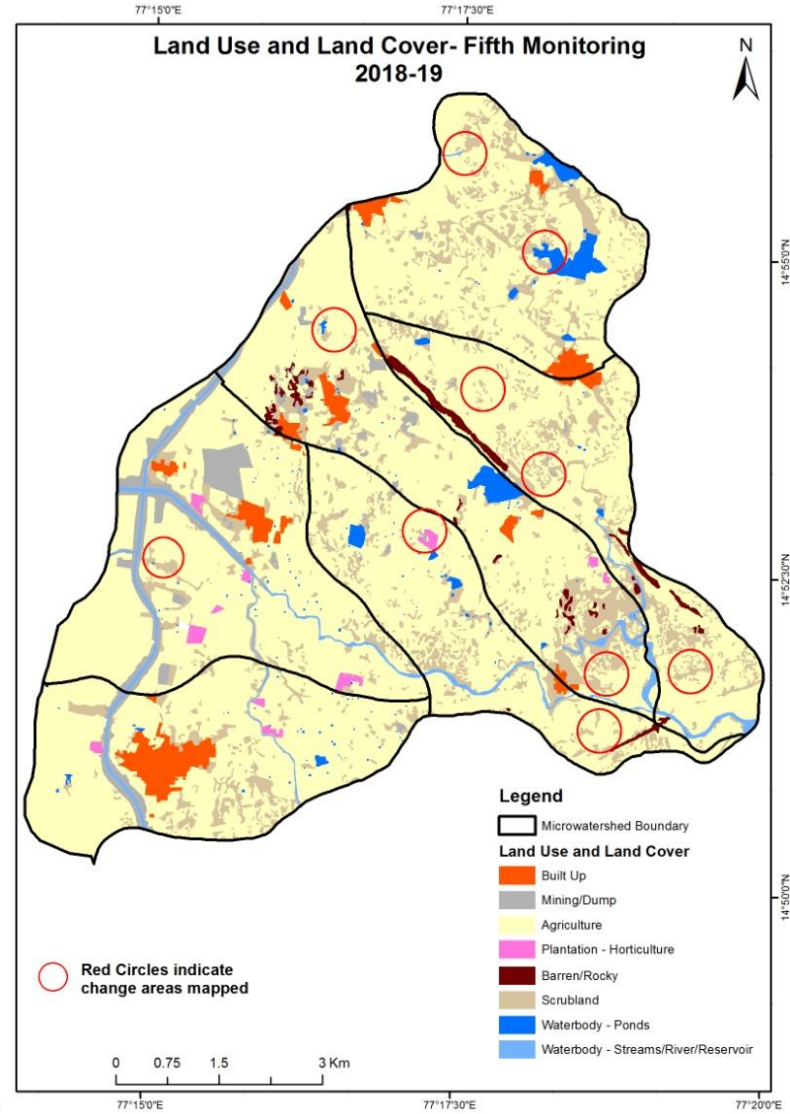 77°15'0"E 77°17'30"E
Land Use and Land Cover- Fifth Monitoring
2018-19
N
14°55'0"N
14°52'30"N
14°50'0"N
Legend
Microwatershed Boundary
Land Use and Land Cover
Built Up
Mining/Dump
Agriculture
Plantation - Horticulture
Barren/Rocky
Scrubland
Waterbody - Ponds
Waterbody - Streams/River/Reservoir
Red Circles indicate
change areas mapped
0 0.75 1.5 3 Km
77°15'0"E 77°17'30"E 77°20'0"E